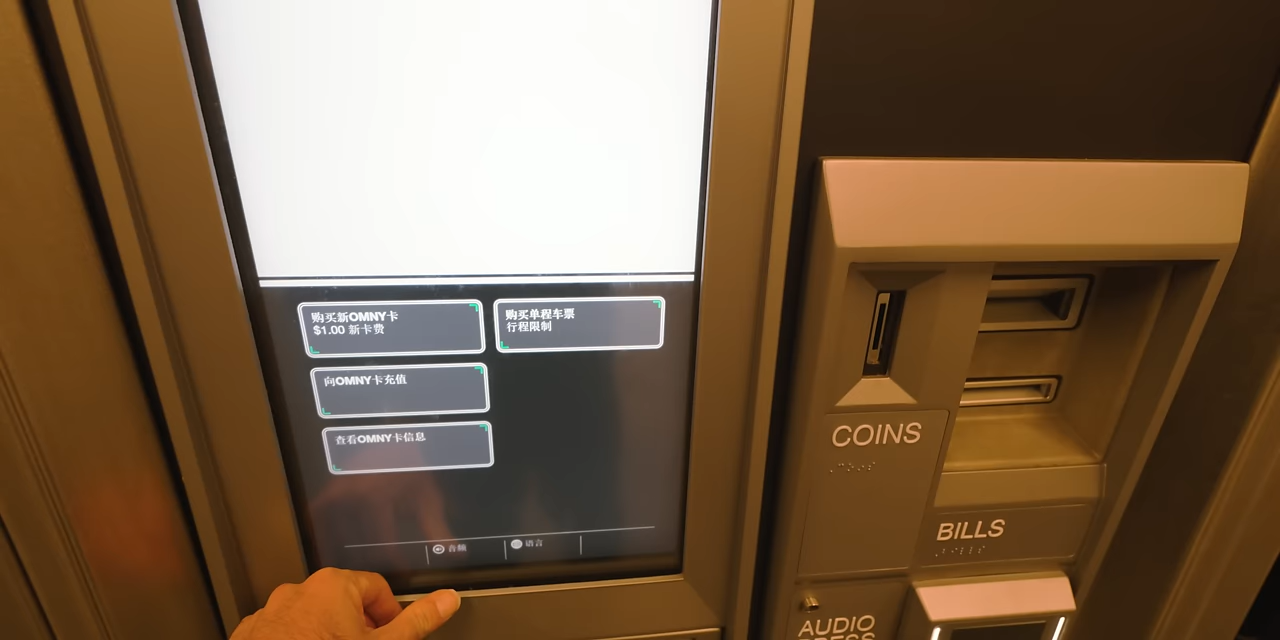 购买新OMNY卡
$1.00 新卡费
购买单程车票
行程限制
向OMNY卡充值
查看OMNY卡信息
音频
语言
COINS
BILLS
AUDIO